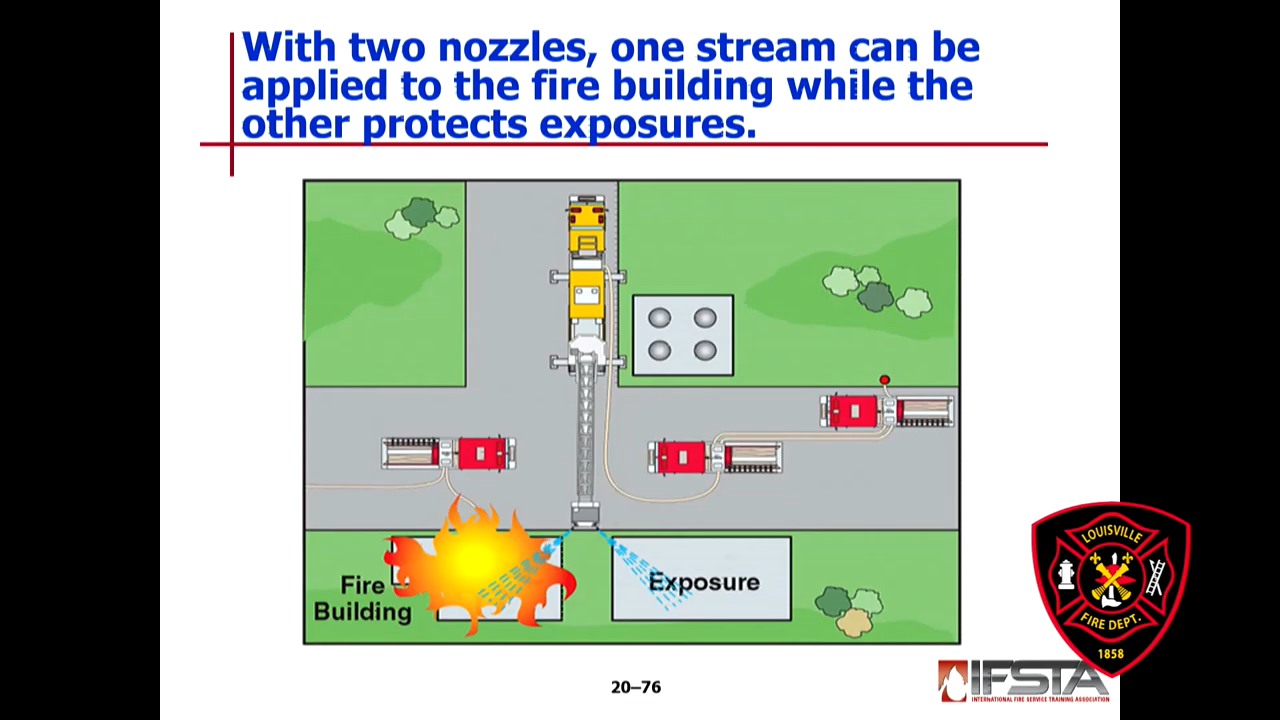 With two nozzles, one stream can be
applied to the fire building while the
other protects exposures.
Fire
Building
Exposure
LOUISVILLE
FIRE DEPT.
1858
20–76
IFSTA
INTERNATIONAL FIRE SERVICE TRAINING ASSOCIATION